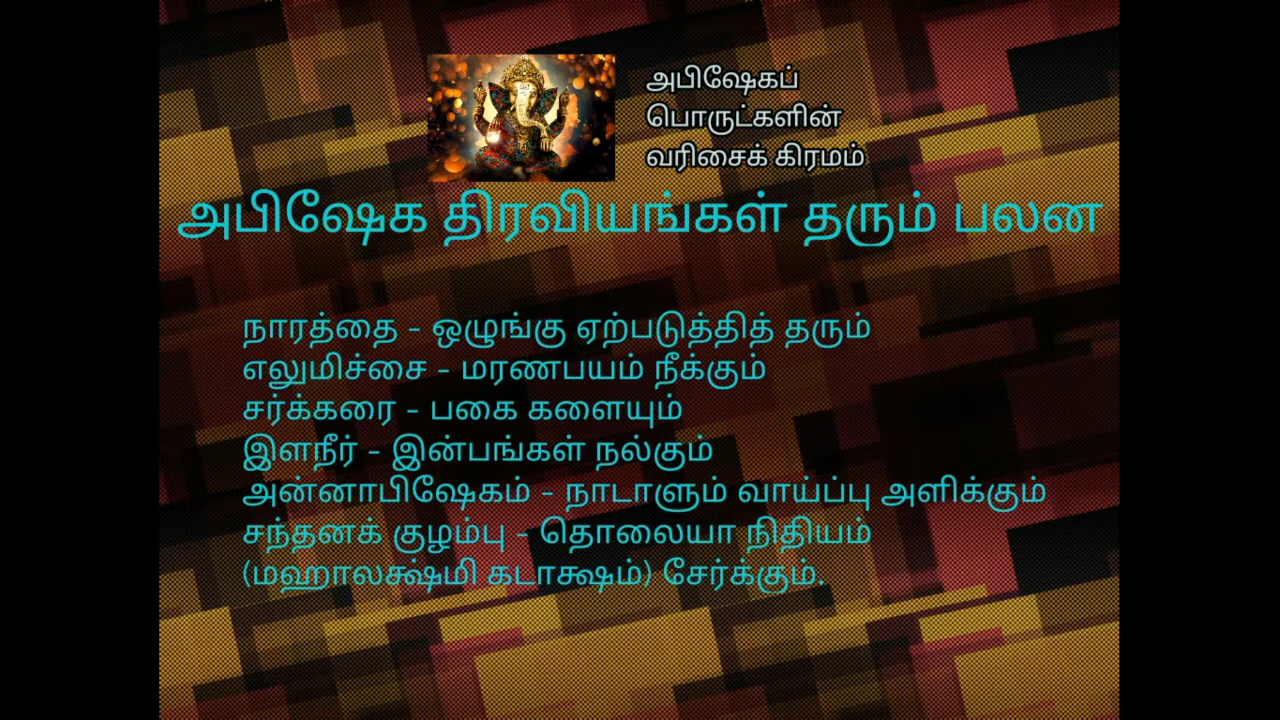 அபிஷேகப்
பொருட்களின்
வரிசைக் கிரமம்
அபிஷேக திரவியங்கள் தரும் பலன
நாரத்தை - ஒழுங்கு ஏற்படுத்தித் தரும்
எலுமிச்சை - மரணபயம் நீக்கும்
சர்க்கரை - பகை களையும்
இளநீர் - இன்பங்கள் நல்கும்
அன்னாபிஷேகம் - நாடாளும் வாய்ப்பு அளிக்கும்
சந்தனக் குழம்பு - தொலையா நிதியம்
(மஹாலக்ஷ்மி கடாக்ஷம்) சேர்க்கும்.